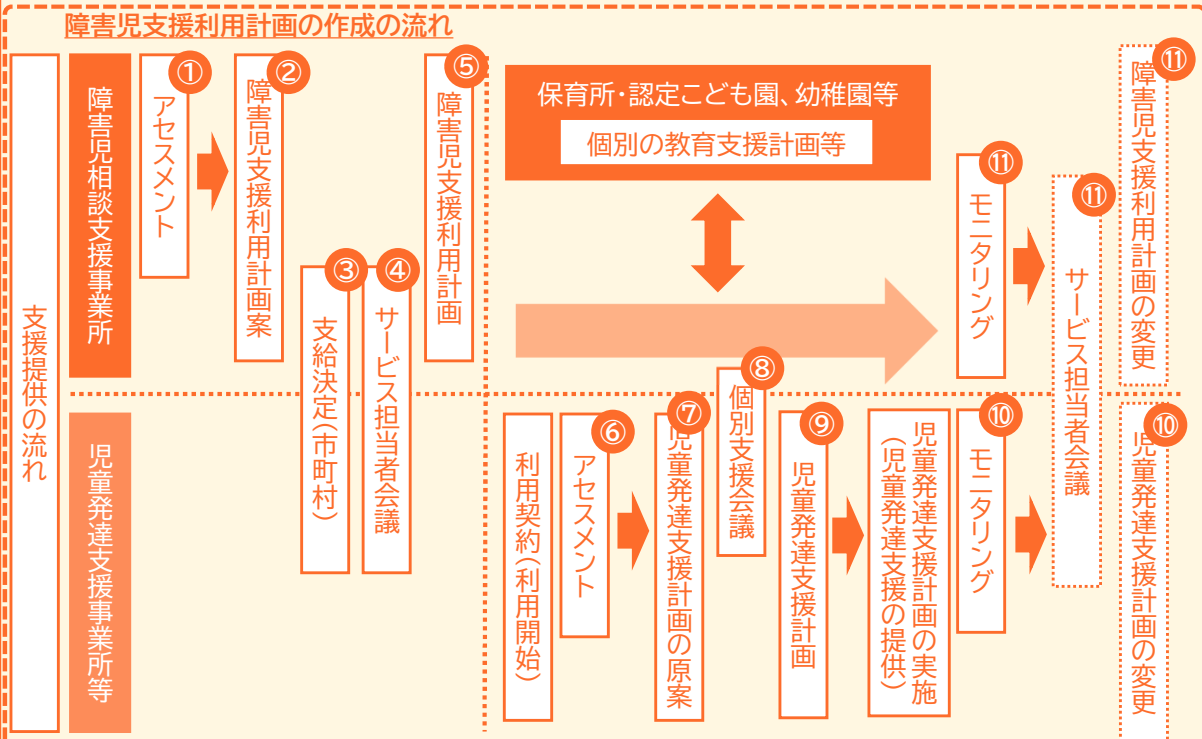 障害児支援利用計画の作成の流れ
支援提供の流れ
障害児相談支援事業所
①
アセスメント
②
障害児支援利用計画案
③
支給決定(市町村)
④
サービス担当者会議
⑤
障害児支援利用計画
保育所・認定こども園、幼稚園等
個別の教育支援計画等
⑪
モニタリング
⑪
サービス担当者会議
⑪
障害児支援利用計画の変更
児童発達支援事業所等
利用契約(利用開始)
⑥
アセスメント
⑦
児童発達支援計画の原案
⑧
個別支援会議
⑨
児童発達支援計画
児童発達支援計画の実施
(児童発達支援の提供)
⑩
モニタリング
⑩
児童発達支援計画の変更